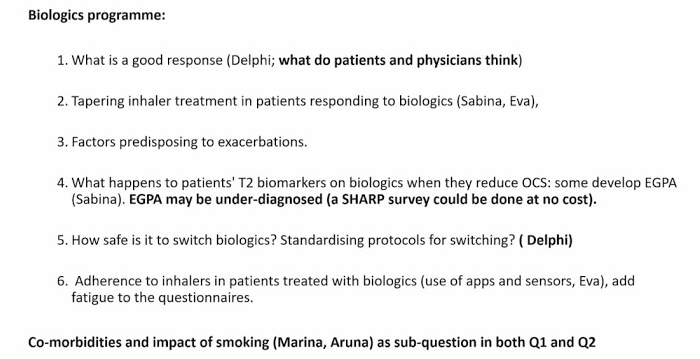 Biologics programme:
1. What is a good response (Delphi; what do patients and physicians think)
2. Tapering inhaler treatment in patients responding to biologics (Sabina, Eva),
3. Factors predisposing to exacerbations.
4. What happens to patients' T2 biomarkers on biologics when they reduce OCS: some develop EGPA
(Sabina). EGPA may be under-diagnosed (a SHARP survey could be done at no cost).
5. How safe is it to switch biologics? Standardising protocols for switching? ( Delphi)
6. Adherence to inhalers in patients treated with biologics (use of apps and sensors, Eva), add
fatigue to the questionnaires.
Co-morbidities and impact of smoking (Marina, Aruna) as sub-question in both Q1 and Q2